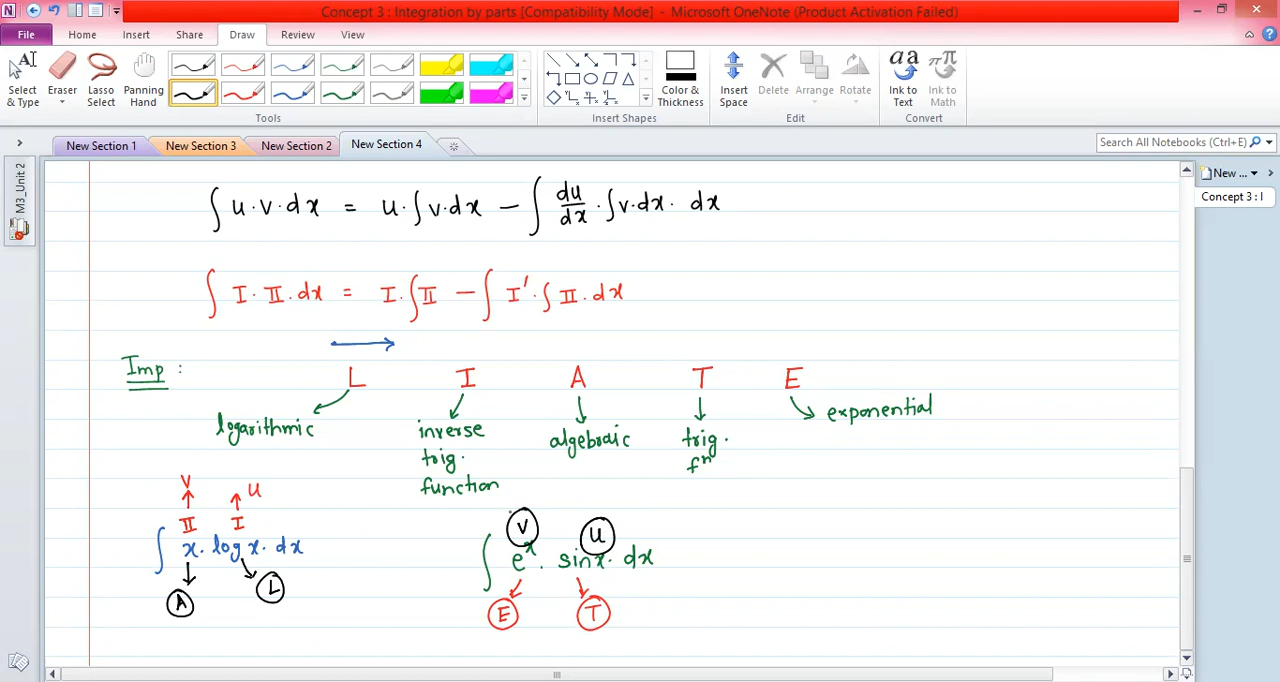 Concept 3 : Integration by parts [Compatibility Mode] - Microsoft OneNote (Product Activation Failed)
File Home Insert Share Draw Review View
Select & Type Eraser Lasso Select Panning Hand Color & Thickness Insert Space Delete Arrange Rotate Ink to Text Ink to Math
Tools Insert Shapes Edit Convert
New Section 1 New Section 3 New Section 2 New Section 4 Search All Notebooks (Ctrl+E)
M3_Unit 2
New ...
Concept 3 : I
∫ u·v·dx = u·∫v·dx − ∫ du/dx · ∫v·dx · dx
∫ I · II · dx = I·∫II − ∫ I' · ∫ II · dx
Imp :
L I A T E
logarithmic inverse trig. function algebraic trig. fⁿ exponential
V U
II I
∫ x · log x · dx
A L
V U
∫ eˣ · sin x · dx
E T